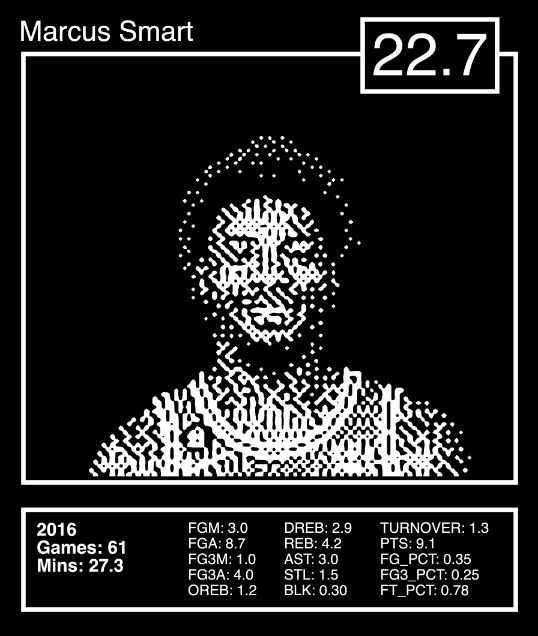 Marcus Smart
22.7
2016
Games: 61
Mins: 27.3
FGM: 3.0
FGA: 8.7
FG3M: 1.0
FG3A: 4.0
OREB: 1.2
DREB: 2.9
REB: 4.2
AST: 3.0
STL: 1.5
BLK: 0.30
TURNOVER: 1.3
PTS: 9.1
FG_PCT: 0.35
FG3_PCT: 0.25
FT_PCT: 0.78